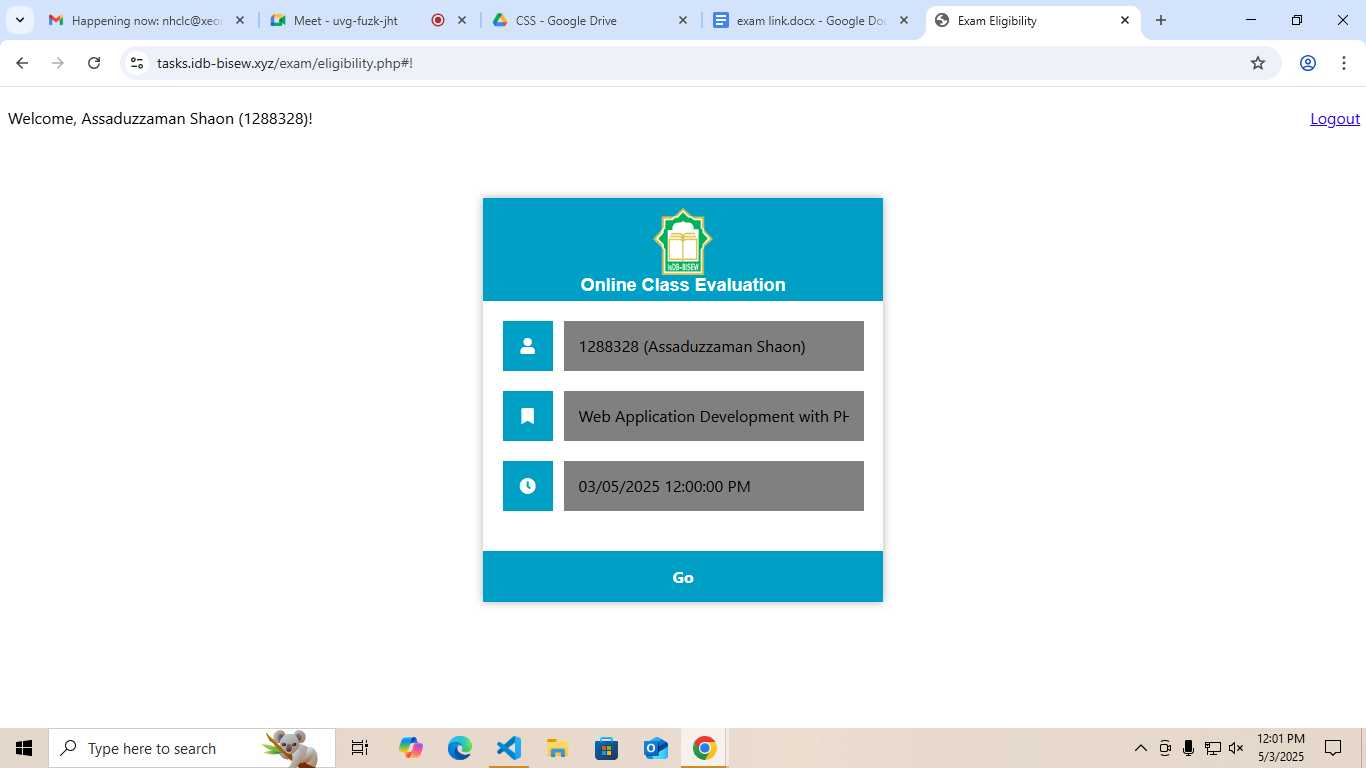 Happening now: nhclc@xeo
Meet - uvg-fuzk-jht
CSS - Google Drive
exam link.docx - Google Doc
Exam Eligibility
tasks.idb-bisew.xyz/exam/eligibility.php#!
Welcome, Assaduzzaman Shaon (1288328)!
Logout
IsDB-BISEW
Online Class Evaluation
1288328 (Assaduzzaman Shaon)
Web Application Development with PH
03/05/2025 12:00:00 PM
Go
Type here to search
12:01 PM
5/3/2025